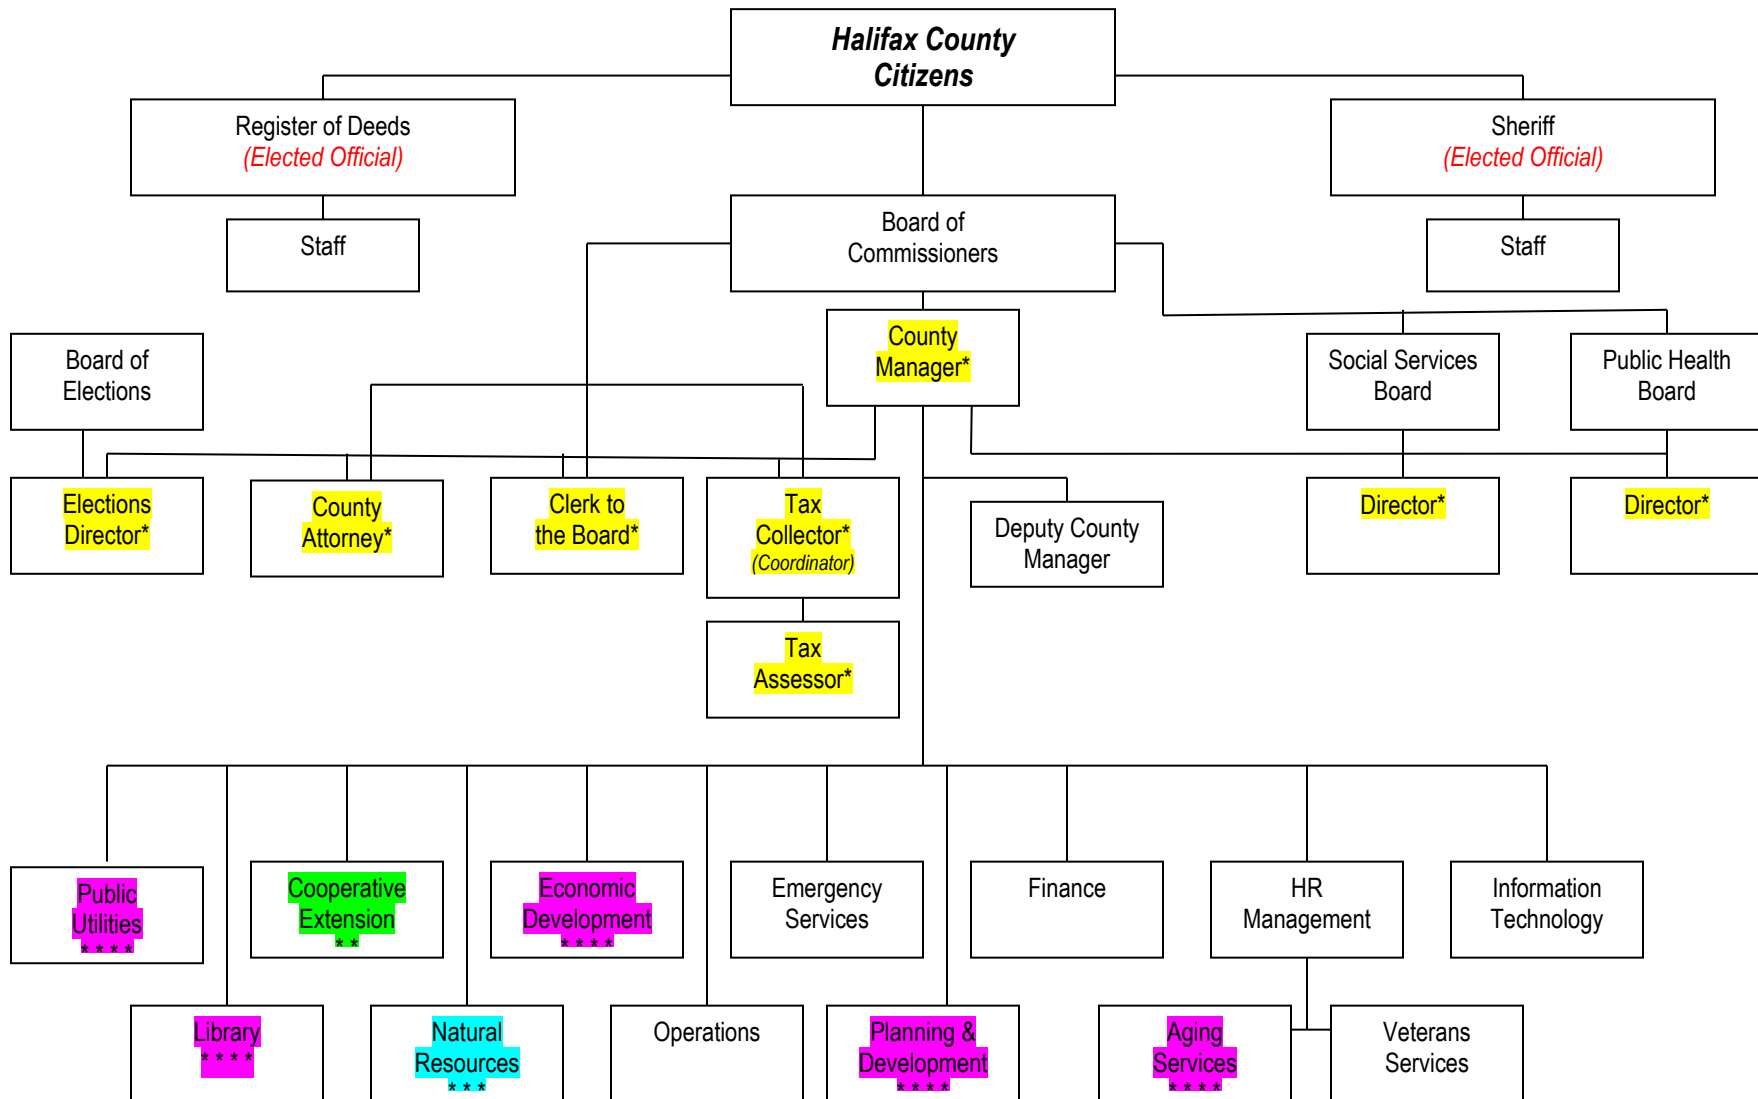 Halifax County
Citizens
Register of Deeds
(Elected Official)
Sheriff
(Elected Official)
Staff
Board of
Commissioners
Staff
County
Manager*
Board of
Elections
Social Services
Board
Public Health
Board
Elections
Director*
County
Attorney*
Clerk to
the Board*
Tax
Collector*
(Coordinator)
Deputy County
Manager
Director*
Director*
Tax
Assessor*
Public
Utilities
* * * *
Cooperative
Extension
* *
Economic
Development
* * * *
Emergency
Services
Finance
HR
Management
Information
Technology
Library
* * * *
Natural
Resources
* * *
Operations
Planning &
Development
* * * *
Aging
Services
* * * *
Veterans
Services